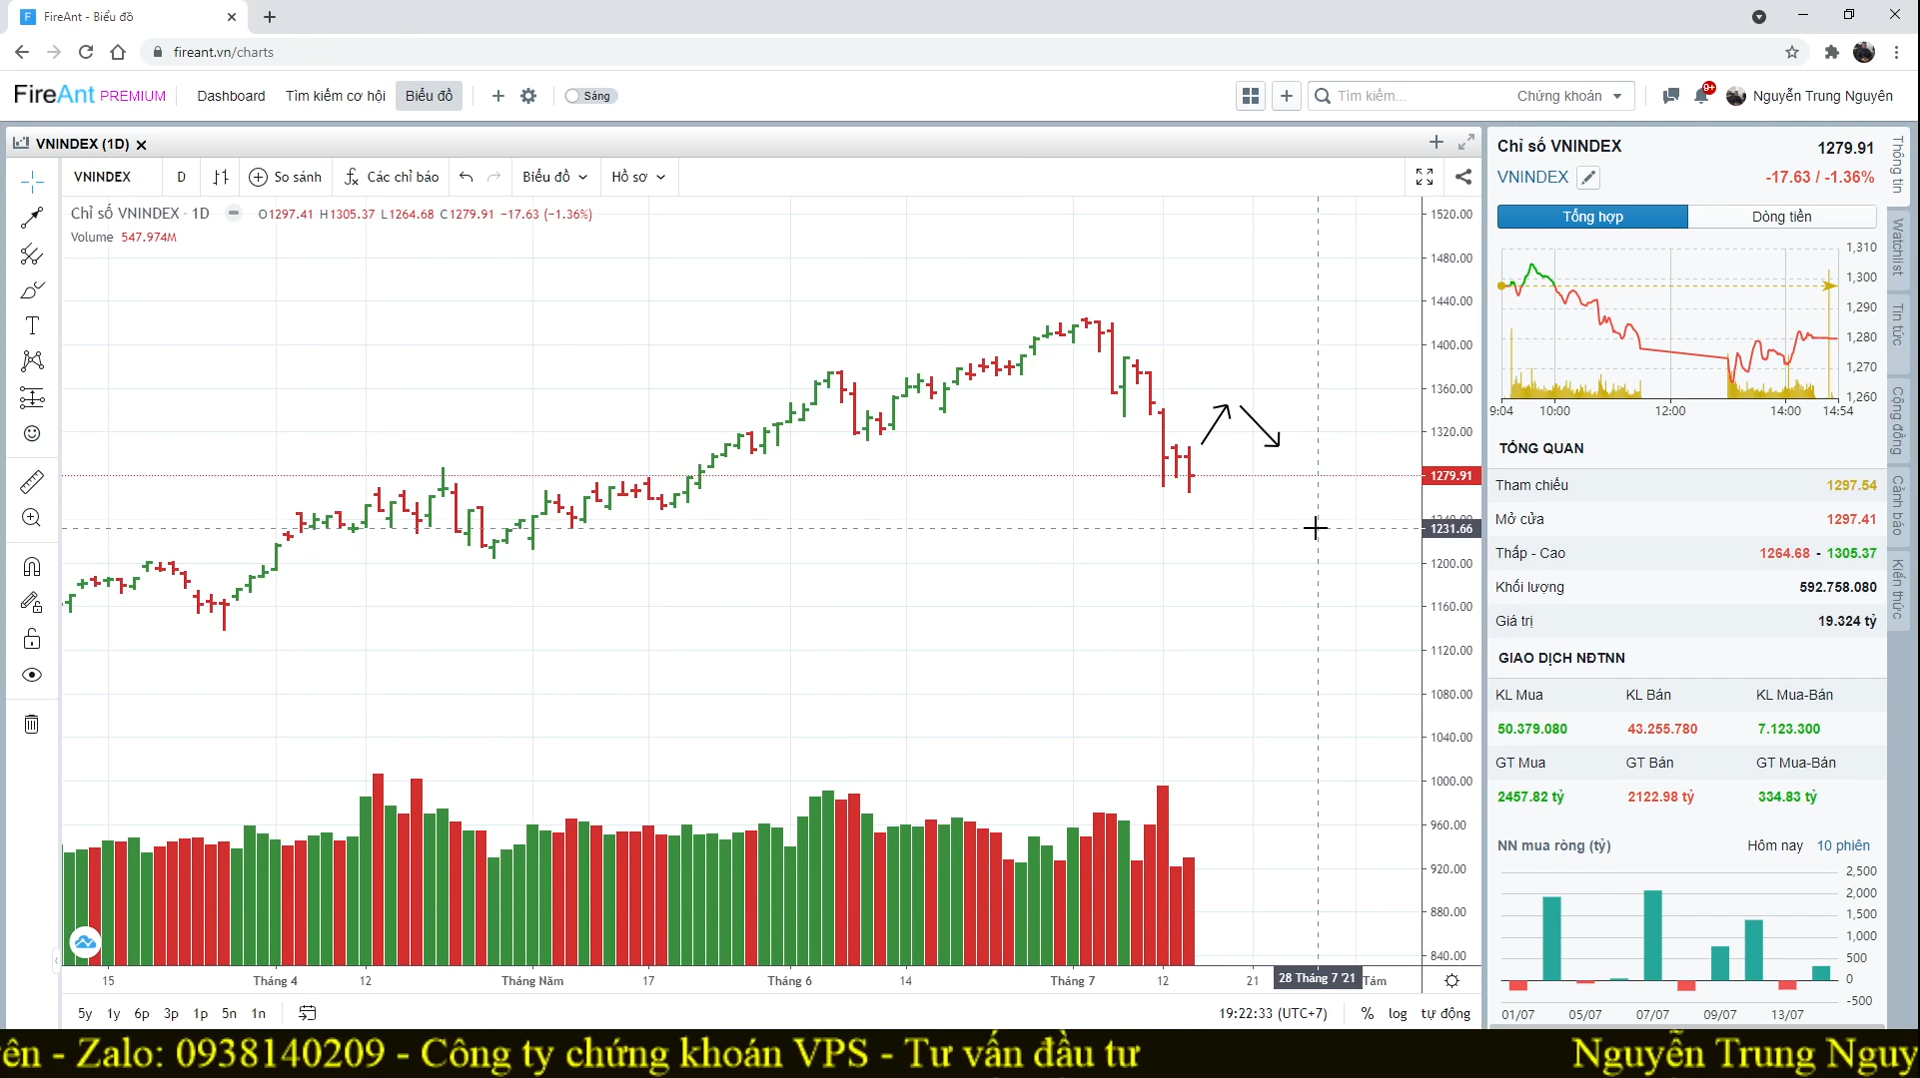 FireAnt - Biểu đồ
fireant.vn/charts
FireAnt PREMIUM Dashboard Tìm kiếm cơ hội Biểu đồ Sáng Tìm kiếm... Chứng khoán 9+ Nguyễn Trung Nguyên
VNINDEX (1D)
VNINDEX D So sánh Các chỉ báo Biểu đồ Hồ sơ
Chỉ số VNINDEX · 1D O1297.41 H1305.37 L1264.68 C1279.91 −17.63 (−1.36%)
Volume 547.974M
1520.00
1480.00
1440.00
1400.00
1360.00
1320.00
1279.91
1231.66
1200.00
1160.00
1120.00
1080.00
1040.00
1000.00
960.00
920.00
880.00
840.00
15 Tháng 4 12 Tháng Năm 17 Tháng 6 14 Tháng 7 12 21 28 Tháng 7 '21 Tám
5y 1y 6p 3p 1p 5n 1n 19:22:33 (UTC+7) % log tự động
Chỉ số VNINDEX 1279.91
VNINDEX -17.63 / -1.36%
Tổng hợp Dòng tiền
1,310
1,300
1,290
1,280
1,270
1,260
9:04 10:00 12:00 14:00 14:54
TỔNG QUAN
Tham chiếu 1297.54
Mở cửa 1297.41
Thấp - Cao 1264.68 - 1305.37
Khối lượng 592.758.080
Giá trị 19.324 tỷ
GIAO DỊCH NĐTNN
KL Mua KL Bán KL Mua-Bán
50.379.080 43.255.780 7.123.300
GT Mua GT Bán GT Mua-Bán
2457.82 tỷ 2122.98 tỷ 334.83 tỷ
NN mua ròng (tỷ) Hôm nay 10 phiên
2,500
2,000
1,500
1,000
500
0
-500
01/07 05/07 07/07 09/07 13/07
Thông tin
Watchlist
Tin tức
Cộng đồng
Cảnh báo
Kiến thức
ên - Zalo: 0938140209 - Công ty chứng khoán VPS - Tư vấn đầu tư Nguyễn Trung Nguy